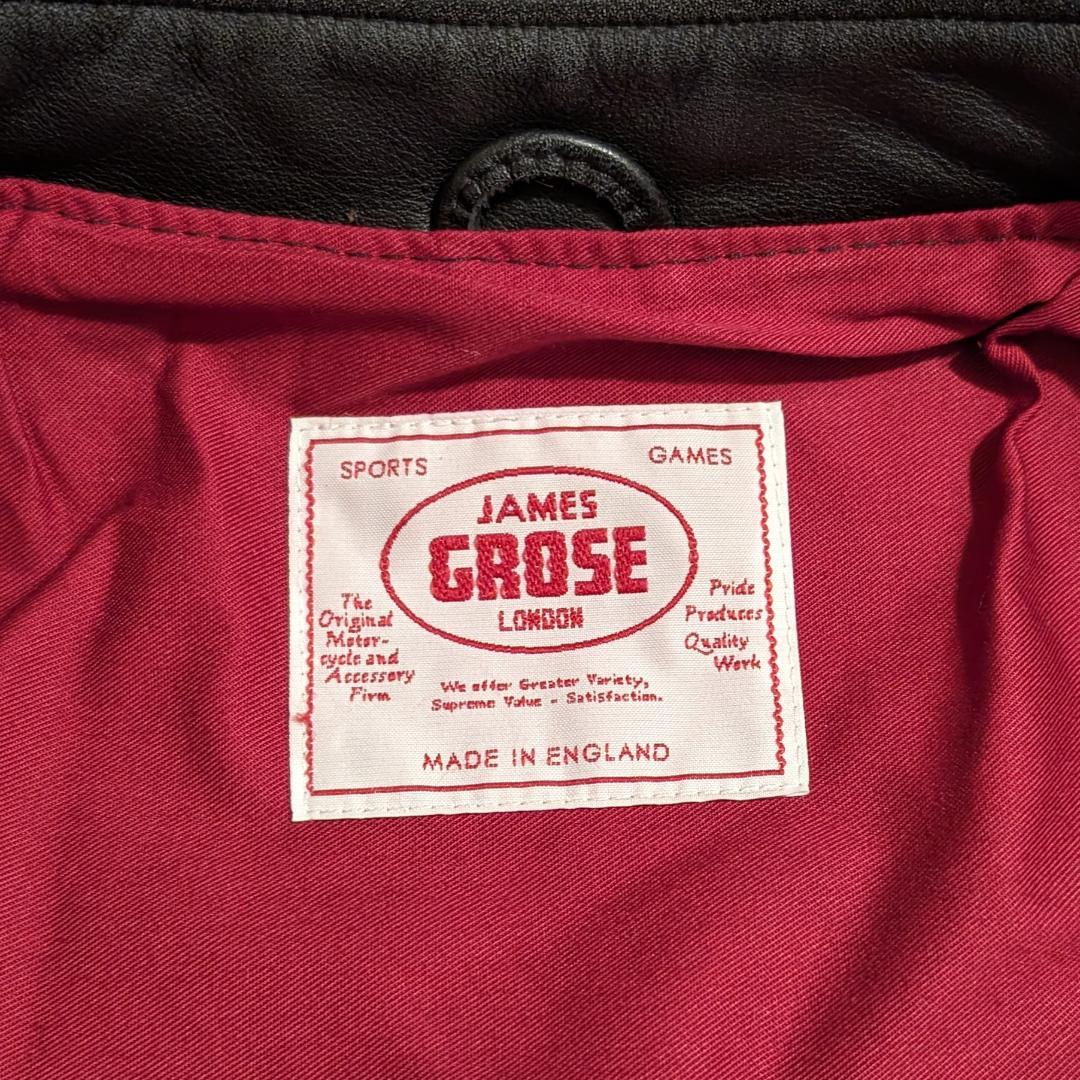 SPORTS GAMES
JAMES
GROSE
LONDON
The
Original
Motor-
cycle and
Accessory
Firm
Pride
Produces
Quality
Work
We offer Greater Variety,
Supreme Value - Satisfaction.
MADE IN ENGLAND